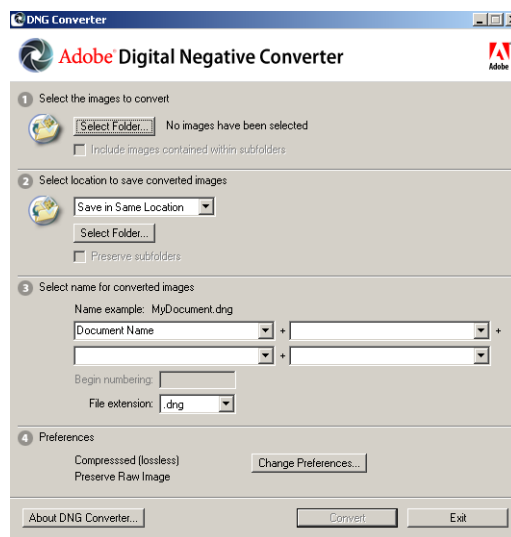 DNG Converter
Adobe® Digital Negative Converter
Adobe
1 Select the images to convert
Select Folder... No images have been selected
Include images contained within subfolders
2 Select location to save converted images
Save in Same Location
Select Folder...
Preserve subfolders
3 Select name for converted images
Name example: MyDocument.dng
Document Name + +
+
Begin numbering:
File extension: .dng
4 Preferences
Compresssed (lossless) Change Preferences...
Preserve Raw Image
About DNG Converter... Convert Exit